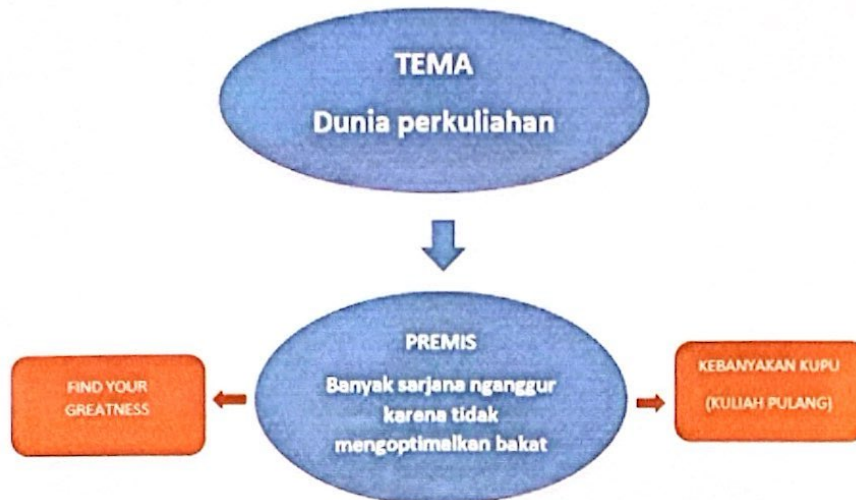 TEMA
Dunia perkuliahan
PREMIS
Banyak sarjana nganggur
karena tidak
mengoptimalkan bakat
FIND YOUR
GREATNESS
KEBANYAKAN KUPU
(KULIAH PULANG)